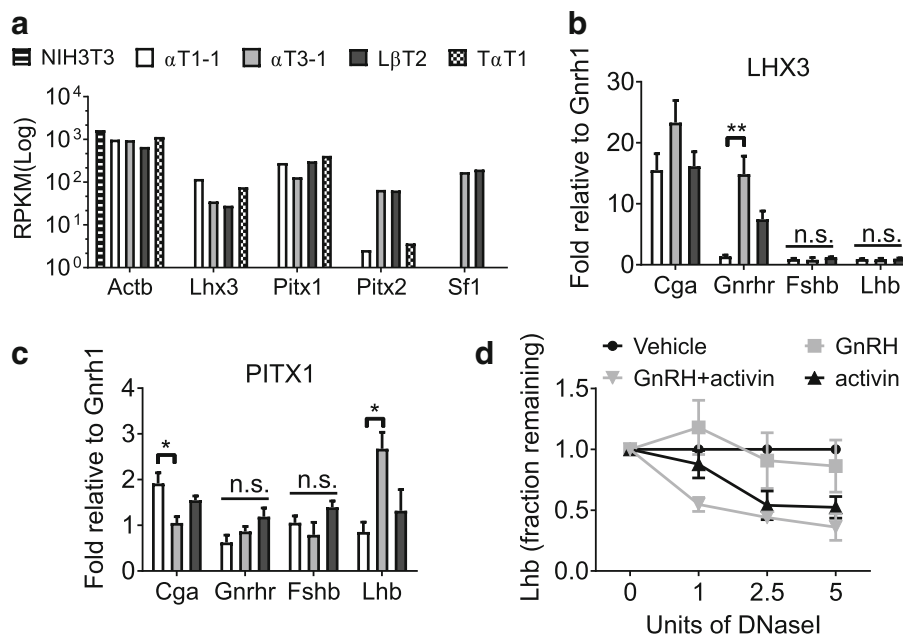 a
NIH3T3 αT1-1 αT3-1 LβT2 TαT1
RPKM(Log)
10^4
10^3
10^2
10^1
10^0
Actb Lhx3 Pitx1 Pitx2 Sf1
b
LHX3
Fold relative to Gnrh1
30
20
10
0
**
n.s. n.s.
Cga Gnrhr Fshb Lhb
c
PITX1
Fold relative to Gnrh1
4
3
2
1
0
* n.s. n.s. *
Cga Gnrhr Fshb Lhb
d
Vehicle GnRH
GnRH+activin activin
Lhb (fraction remaining)
1.5
1.0
0.5
0.0
0 1 2.5 5
Units of DNaseI